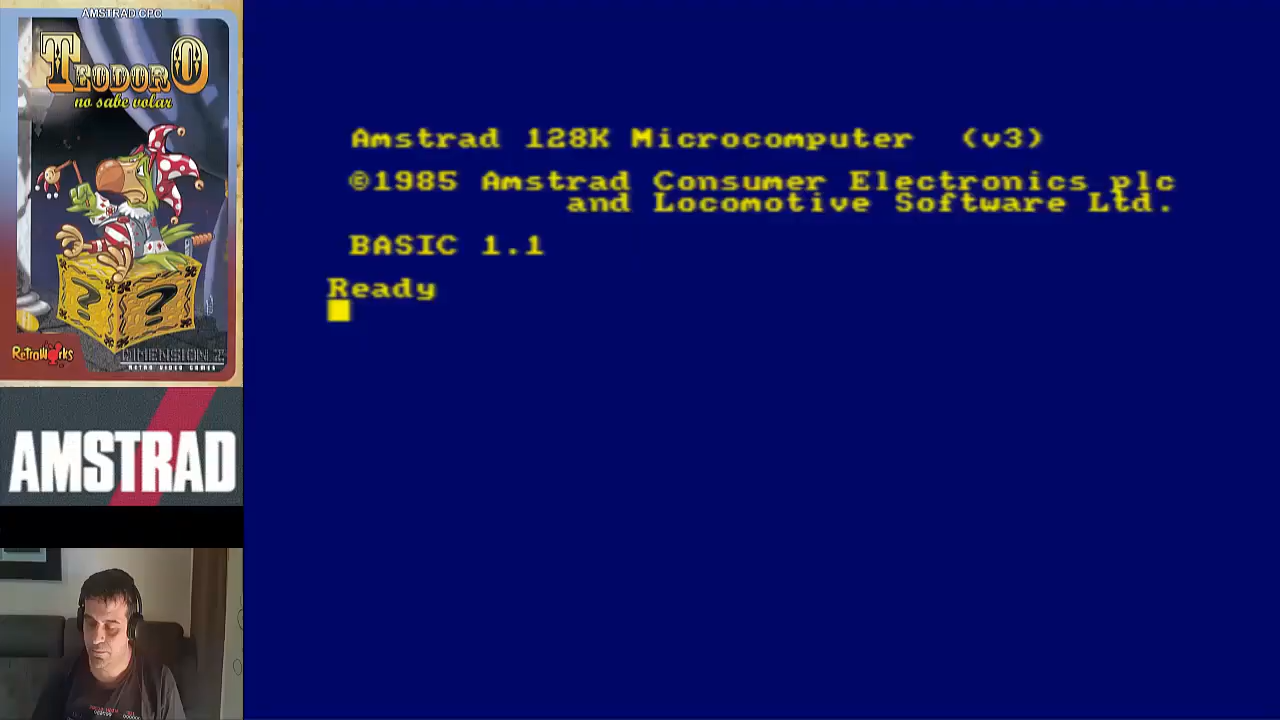 AMSTRAD CPC
TEODORO
no sabe volar
? ?
RetroWorks
DIMENSION Z
RETRO VIDEO GAMES
AMSTRAD
Amstrad 128K Microcomputer (v3)
©1985 Amstrad Consumer Electronics plc
and Locomotive Software Ltd.
BASIC 1.1
Ready